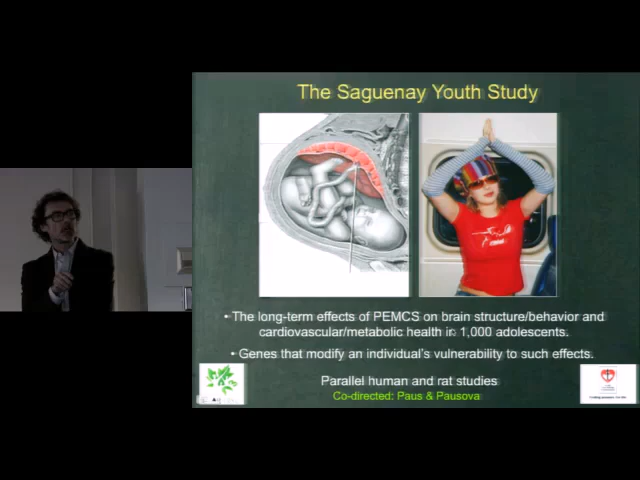 The Saguenay Youth Study
• The long-term effects of PEMCS on brain structure/behavior and
cardiovascular/metabolic health in 1,000 adolescents.
• Genes that modify an individual's vulnerability to such effects.
Parallel human and rat studies
Co-directed: Paus & Pausova